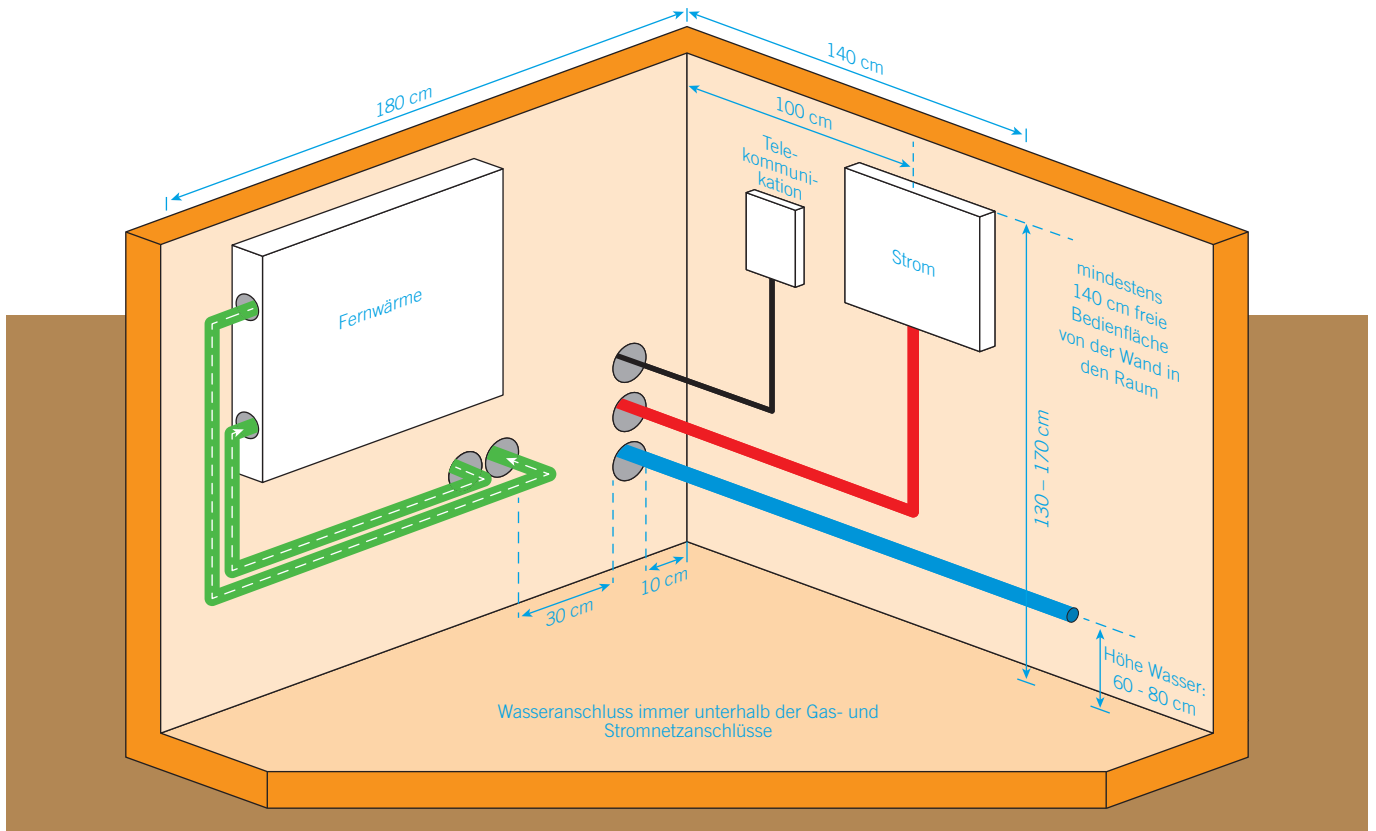 180 cm
140 cm
100 cm
Tele-
kommuni-
kation
Strom
Fernwärme
mindestens
140 cm freie
Bedienfläche
von der Wand in
den Raum
130 – 170 cm
10 cm
30 cm
Höhe Wasser:
60 - 80 cm
Wasseranschluss immer unterhalb der Gas- und
Stromnetzanschlüsse